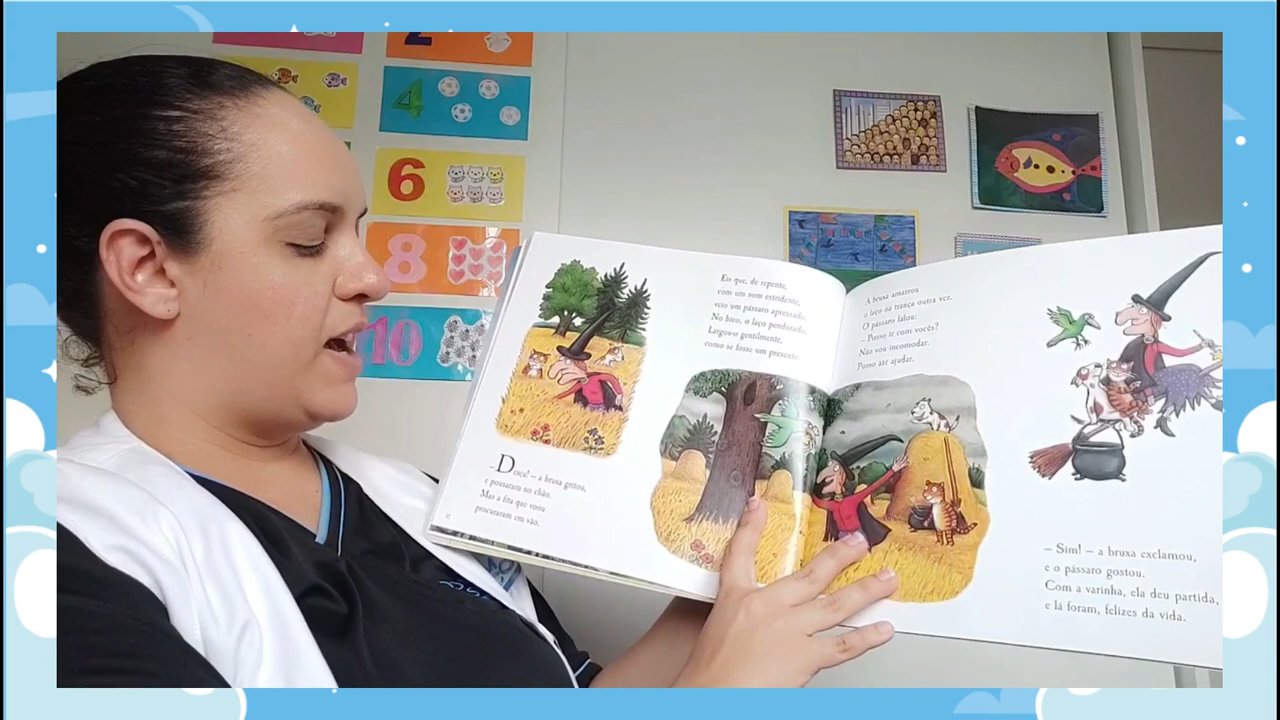 2
4
6
8
10
– Desça! – a bruxa gritou,
e pousaram no chão.
Mas a fita que voou
procuraram em vão.
12
Eis que, de repente,
com um som estridente,
veio um pássaro apressado.
No bico, o laço pendurado.
Largou-o gentilmente,
como se fosse um presente.
A bruxa amarrou
o laço na trança outra vez.
O pássaro falou:
– Posso ir com vocês?
Não vou incomodar.
Posso até ajudar.
– Sim! – a bruxa exclamou,
e o pássaro gostou.
Com a varinha, ela deu partida,
e lá foram, felizes da vida.